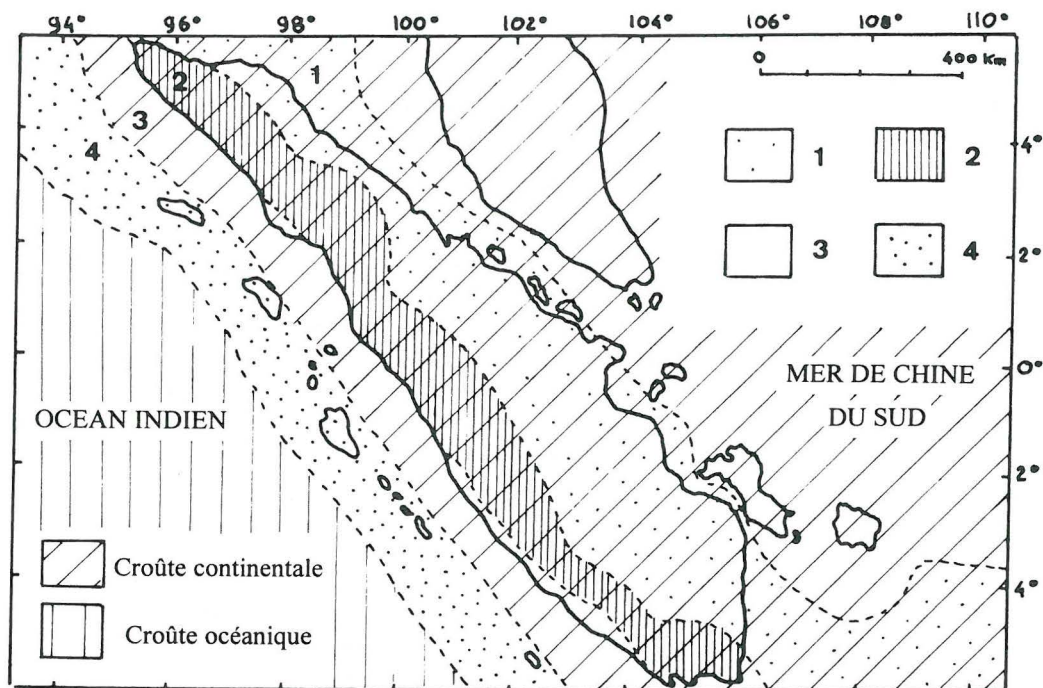 94° 96° 98° 100° 102° 104° 106° 108° 110°
0 400 Km
1
2
3
4
1 2
3 4
4°
2°
0°
2°
4°
MER DE CHINE
DU SUD
OCEAN INDIEN
Croûte continentale
Croûte océanique